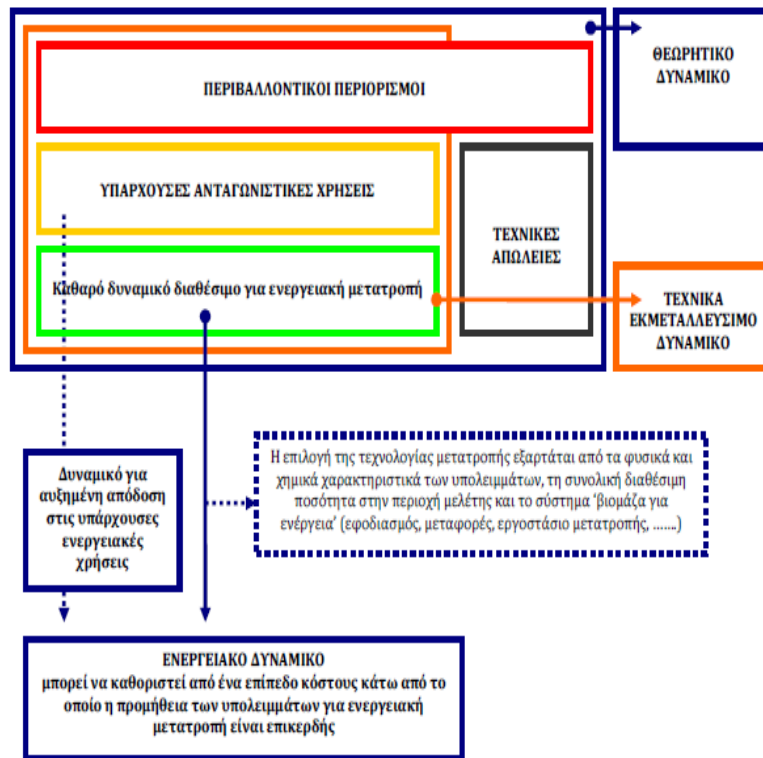 ΠΕΡΙΒΑΛΛΟΝΤΙΚΟΙ ΠΕΡΙΟΡΙΣΜΟΙ
ΘΕΩΡΗΤΙΚΟ
ΔΥΝΑΜΙΚΟ
ΥΠΑΡΧΟΥΣΕΣ ΑΝΤΑΓΩΝΙΣΤΙΚΕΣ ΧΡΗΣΕΙΣ
ΤΕΧΝΙΚΕΣ
ΑΠΩΛΕΙΕΣ
Καθαρό δυναμικό διαθέσιμο για ενεργειακή μετατροπή
ΤΕΧΝΙΚΑ
ΕΚΜΕΤΑΛΛΕΥΣΙΜΟ
ΔΥΝΑΜΙΚΟ
Δυναμικό για
αυξημένη απόδοση
στις υπάρχουσες
ενεργειακές
χρήσεις
Η επιλογή της τεχνολογίας μετατροπής εξαρτάται από τα φυσικά και
χημικά χαρακτηριστικά των υπολειμμάτων, τη συνολική διαθέσιμη
ποσότητα στην περιοχή μελέτης και το σύστημα ‘βιομάζα για
ενέργεια’ (εφοδιασμός, μεταφορές, εργοστάσιο μετατροπής, …….)
ΕΝΕΡΓΕΙΑΚΟ ΔΥΝΑΜΙΚΟ
μπορεί να καθοριστεί από ένα επίπεδο κόστους κάτω από το
οποίο η προμήθεια των υπολειμμάτων για ενεργειακή
μετατροπή είναι επικερδής